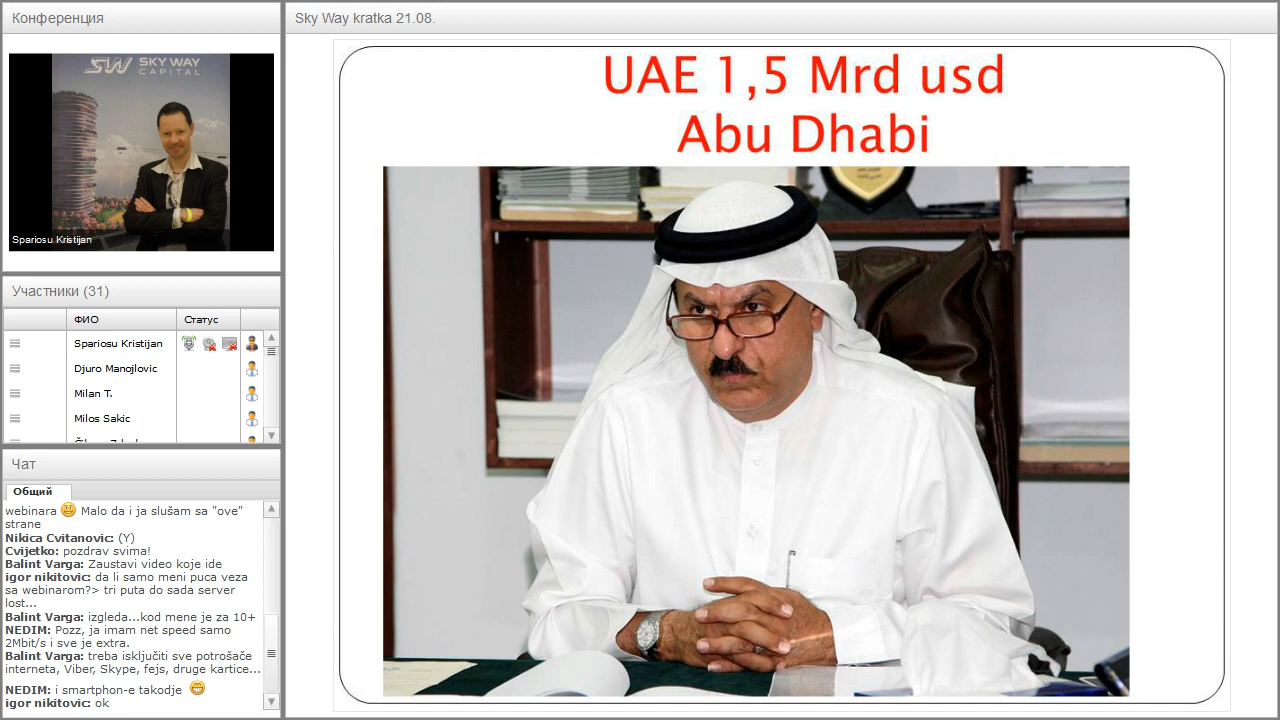 Конференция
SW SKY WAY
CAPITAL
Spariosu Kristijan
Участники (31)
ФИО Статус
Spariosu Kristijan
Djuro Manojlovic
Milan T.
Milos Sakic
Чат
Общий
webinara Malo da i ja slušam sa "ove"
strane
Nikica Cvitanovic: (Y)
Cvijetko: pozdrav svima!
Balint Varga: Zaustavi video koje ide
igor nikitovic: da li samo meni puca veza
sa webinarom?> tri puta do sada server
lost...
Balint Varga: izgleda...kod mene je za 10+
NEDIM: Pozz, ja imam net speed samo
2Mbit/s i sve je extra.
Balint Varga: treba isključiti sve potrošače
interneta, Viber, Skype, fejs, druge kartice...
NEDIM: i smartphon-e takodje
igor nikitovic: ok
Sky Way kratka 21.08.
UAE 1,5 Mrd usd
Abu Dhabi